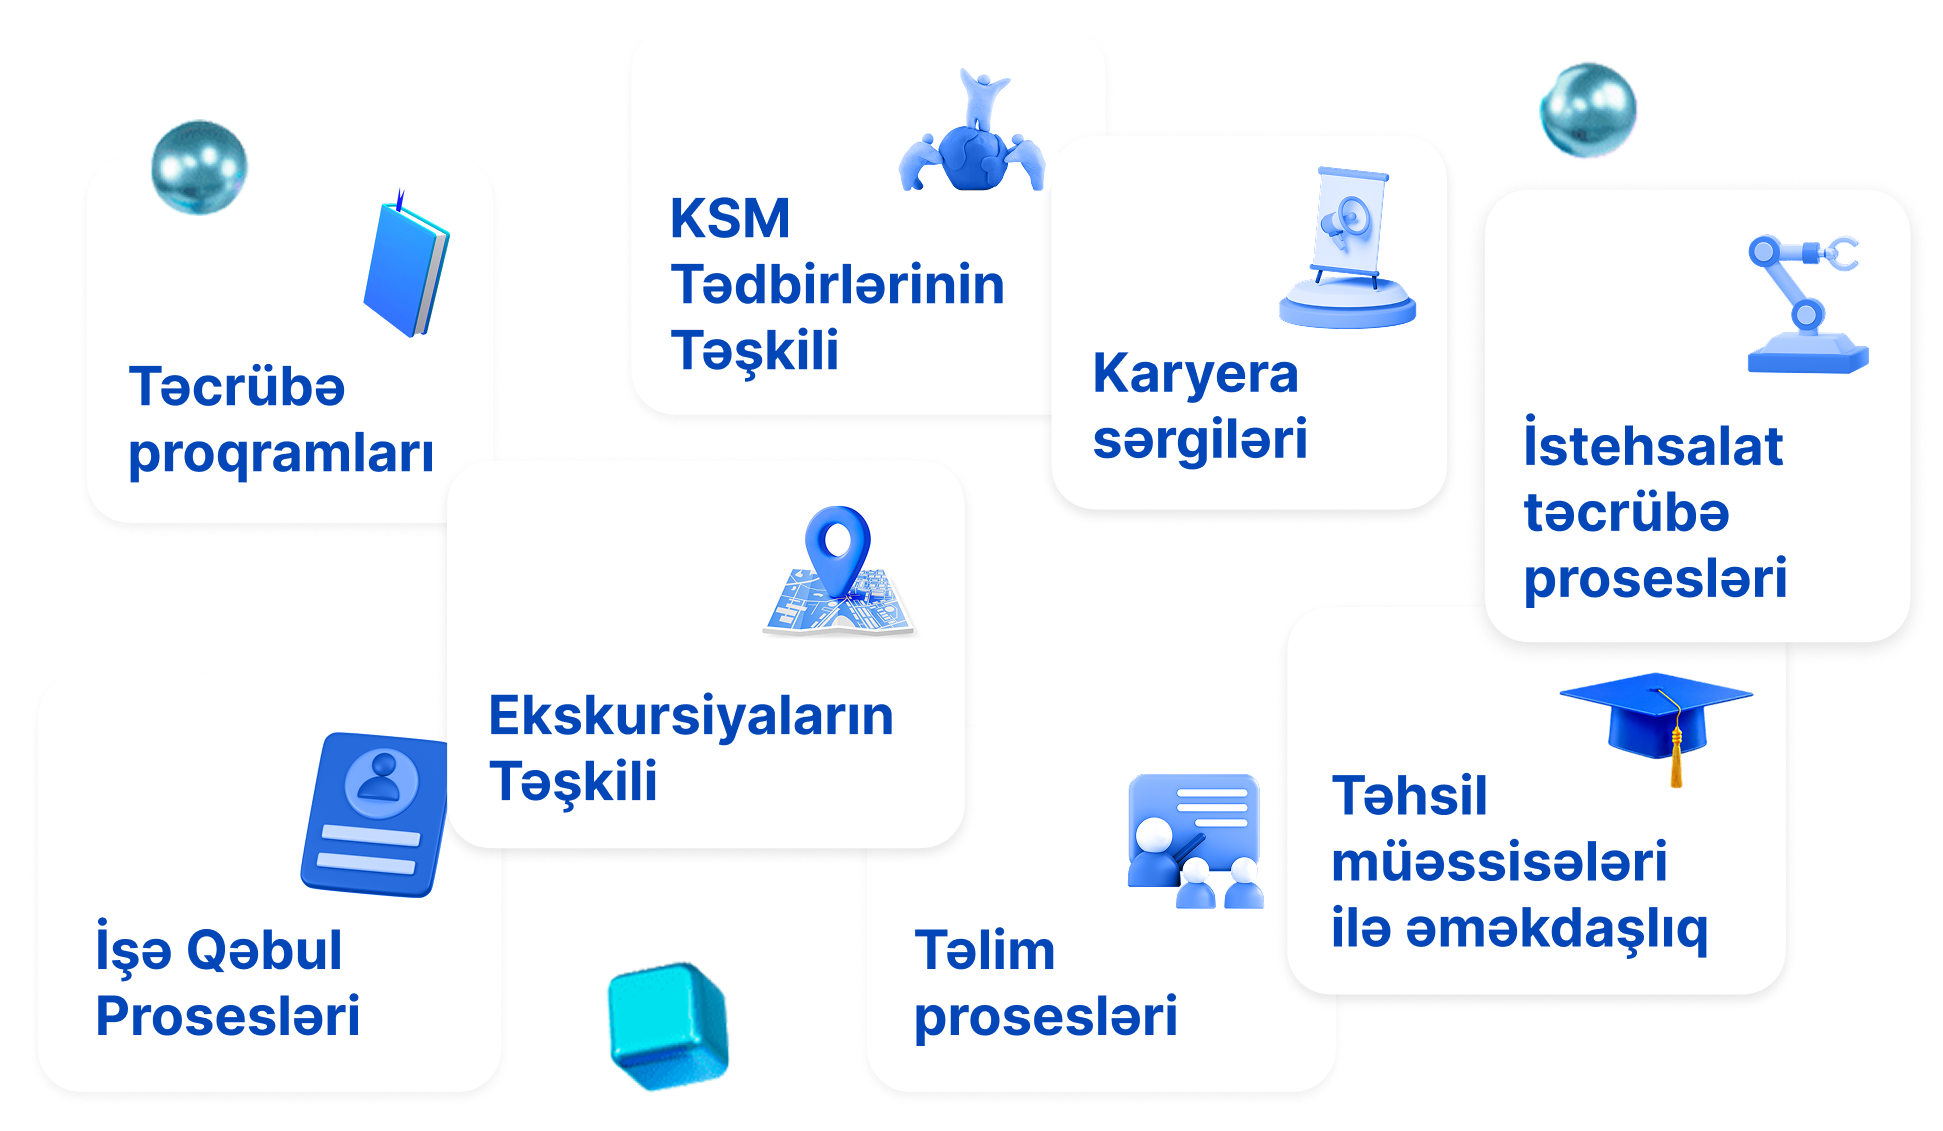 KSM
Tədbirlərinin
Təşkili
Təcrübə
proqramları
Karyera
sərgiləri
İstehsalat
təcrübə
prosesləri
Ekskursiyaların
Təşkili
Təhsil
müəssisələri
ilə əməkdaşlıq
İşə Qəbul
Prosesləri
Təlim
prosesləri